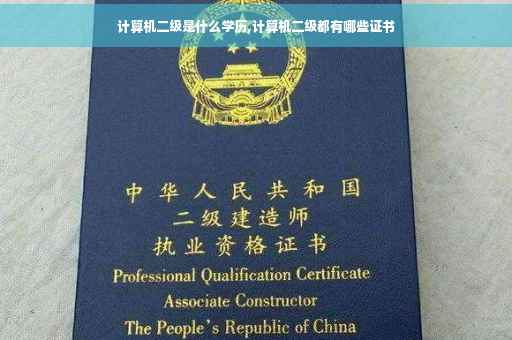 计算机二级是什么学历,计算机二级都有哪些证书
中华人民共和国
二级建造师
执业资格证书
Professional Qualification Certificate
Associate Constructor
The People's Republic of China